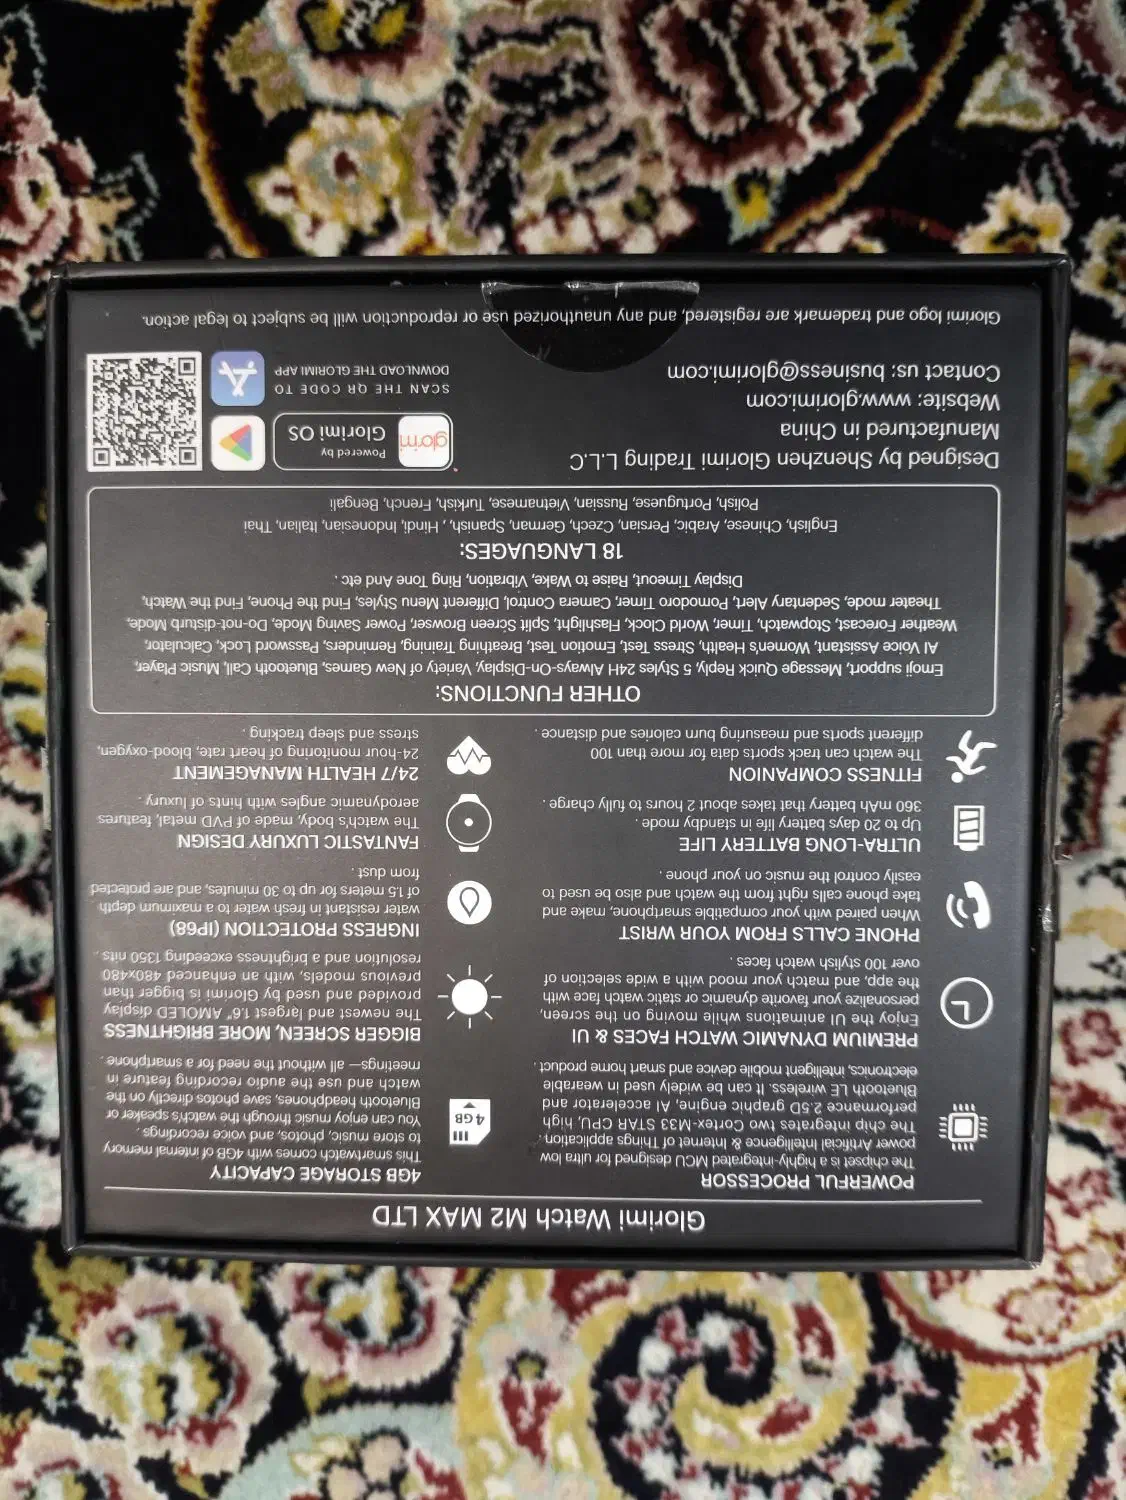 Glorimi Watch M2 MAX LTD
POWERFUL PROCESSOR
The chipset is a highly-integrated MCU designed for ultra low
power Artificial Intelligence & Internet of Things application .
The chip integrates two Cortex-M33 STAR CPU, high
performance 2.5D graphic engine, AI accelerator and
Bluetooth LE wireless. It can be widely used in wearable
electronics, intelligent mobile device and smart home product .
PREMIUM DYNAMIC WATCH FACES & UI
Enjoy the UI animations while moving on the screen,
personalize your favorite dynamic or static watch face with
the app, and match your mood with a wide selection of
over 100 stylish watch faces .
PHONE CALLS FROM YOUR WRIST
When paired with your compatible smartphone, make and
take phone calls right from the watch and also be used to
easily control the music on your phone .
ULTRA-LONG BATTERY LIFE
Up to 20 days battery life in standby mode .
360 mAh battery that takes about 2 hours to fully charge .
FITNESS COMPANION
The watch can track sports data for more than 100
different sports and measuring burn calories and distance .
4 GB
4GB STORAGE CAPACITY
This smartwatch comes with 4GB of internal memory
to store music, photos, and voice recordings .
You can enjoy music through the watch's speaker or
Bluetooth headphones, save photos directly on the
watch and use the audio recording feature in
meetings— all without the need for a smartphone .
BIGGER SCREEN, MORE BRIGHTNESS
The newest and largest 1.6" AMOLED display
provided and used by Glorimi is bigger than
previous models, with an enhanced 480x480
resolution and a brightness exceeding 1350 nits .
INGRESS PROTECTION (IP68)
water resistant in fresh water to a maximum depth
of 1.5 meters for up to 30 minutes, and are protected
from dust .
FANTASTIC LUXURY DESIGN
The watch's body, made of PVD metal, features
aerodynamic angles with hints of luxury .
24/7 HEALTH MANAGEMENT
24-hour monitoring of heart rate, blood-oxygen,
stress and sleep tracking .
OTHER FUNCTIONS:
Emoji support, Message Quick Reply, 5 Styles 24H Always-On-Display, Variety of New Games, Bluetooth Call, Music Player,
AI Voice Assistant, Women's Health, Stress Test, Emotion Test, Breathing Training, Reminders, Password Lock, Calculator,
Weather Forecast, Stopwatch, Timer, World Clock, Flashlight, Split Screen Browser, Power Saving Mode, Do-not-disturb Mode,
Theater mode, Sedentary Alert, Pomodoro Timer, Camera Control, Different Menu Styles, Find the Phone, Find the Watch,
Display Timeout, Raise to Wake, Vibration, Ring Tone And etc .
18 LANGUAGES:
English, Chinese, Arabic, Persian, Czech, German, Spanish, , Hindi, Indonesian, Italian, Thai
Polish, Portuguese, Russian, Vietnamese, Turkish, French, Bengali
Designed by Shenzhen Glorimi Trading L.L.C
Manufactured in China
Website: www.glorimi.com
Contact us: business@glorimi.com
glorimi
Powered by
Glorimi OS
SCAN THE QR CODE TO
DOWNLOAD THE GLORIMI APP
Glorimi logo and trademark are registered, and any unauthorized use or reproduction will be subject to legal action.